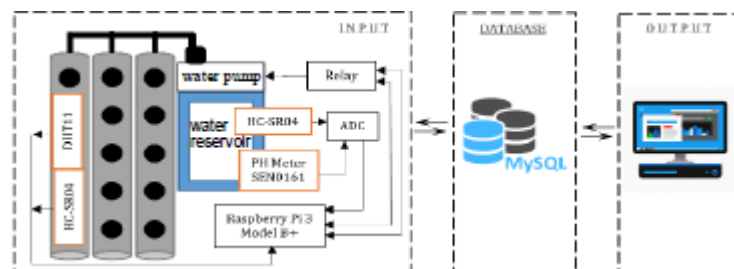 INPUT
DATABASE
OUTPUT
water pump
Relay
DHT11
HC-SR04
water
reservoir
HC-SR04
ADC
PH Meter
SEN0161
MySQL
Raspberry Pi 3
Model B+